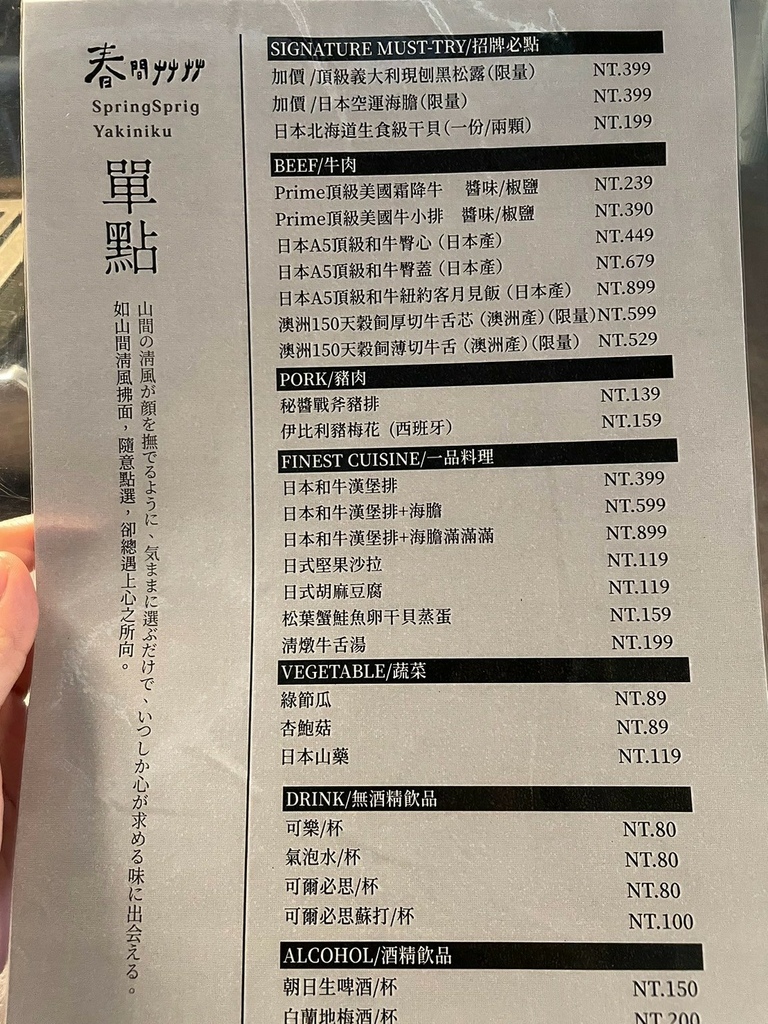 春間艸艸
SpringSprig
Yakiniku
單點
山間の清風が顔を撫でるように、気ままに選ぶだけで、いつしか心が求める味に出会える。
如山間清風拂面，隨意點選，卻總遇上心之所向。
SIGNATURE MUST-TRY/招牌必點
加價 /頂級義大利現刨黑松露(限量) NT.399
加價 /日本空運海膽(限量) NT.399
日本北海道生食級干貝(一份/兩顆) NT.199
BEEF/牛肉
Prime頂級美國霜降牛 醬味/椒鹽 NT.239
Prime頂級美國牛小排 醬味/椒鹽 NT.390
日本A5頂級和牛臀心 (日本產) NT.449
日本A5頂級和牛臀蓋 (日本產) NT.679
日本A5頂級和牛紐約客月見飯 (日本產) NT.899
澳洲150天穀飼厚切牛舌芯 (澳洲產)(限量) NT.599
澳洲150天穀飼薄切牛舌 (澳洲產)(限量) NT.529
PORK/豬肉
秘醬戰斧豬排 NT.139
伊比利豬梅花 (西班牙) NT.159
FINEST CUISINE/一品料理
日本和牛漢堡排 NT.399
日本和牛漢堡排+海膽 NT.599
日本和牛漢堡排+海膽滿滿滿 NT.899
日式堅果沙拉 NT.119
日式胡麻豆腐 NT.119
松葉蟹鮭魚卵干貝蒸蛋 NT.159
清燉牛舌湯 NT.199
VEGETABLE/蔬菜
綠節瓜 NT.89
杏鮑菇 NT.89
日本山藥 NT.119
DRINK/無酒精飲品
可樂/杯 NT.80
氣泡水/杯 NT.80
可爾必思/杯 NT.80
可爾必思蘇打/杯 NT.100
ALCOHOL/酒精飲品
朝日生啤酒/杯 NT.150
白蘭地梅酒/杯 NT.200